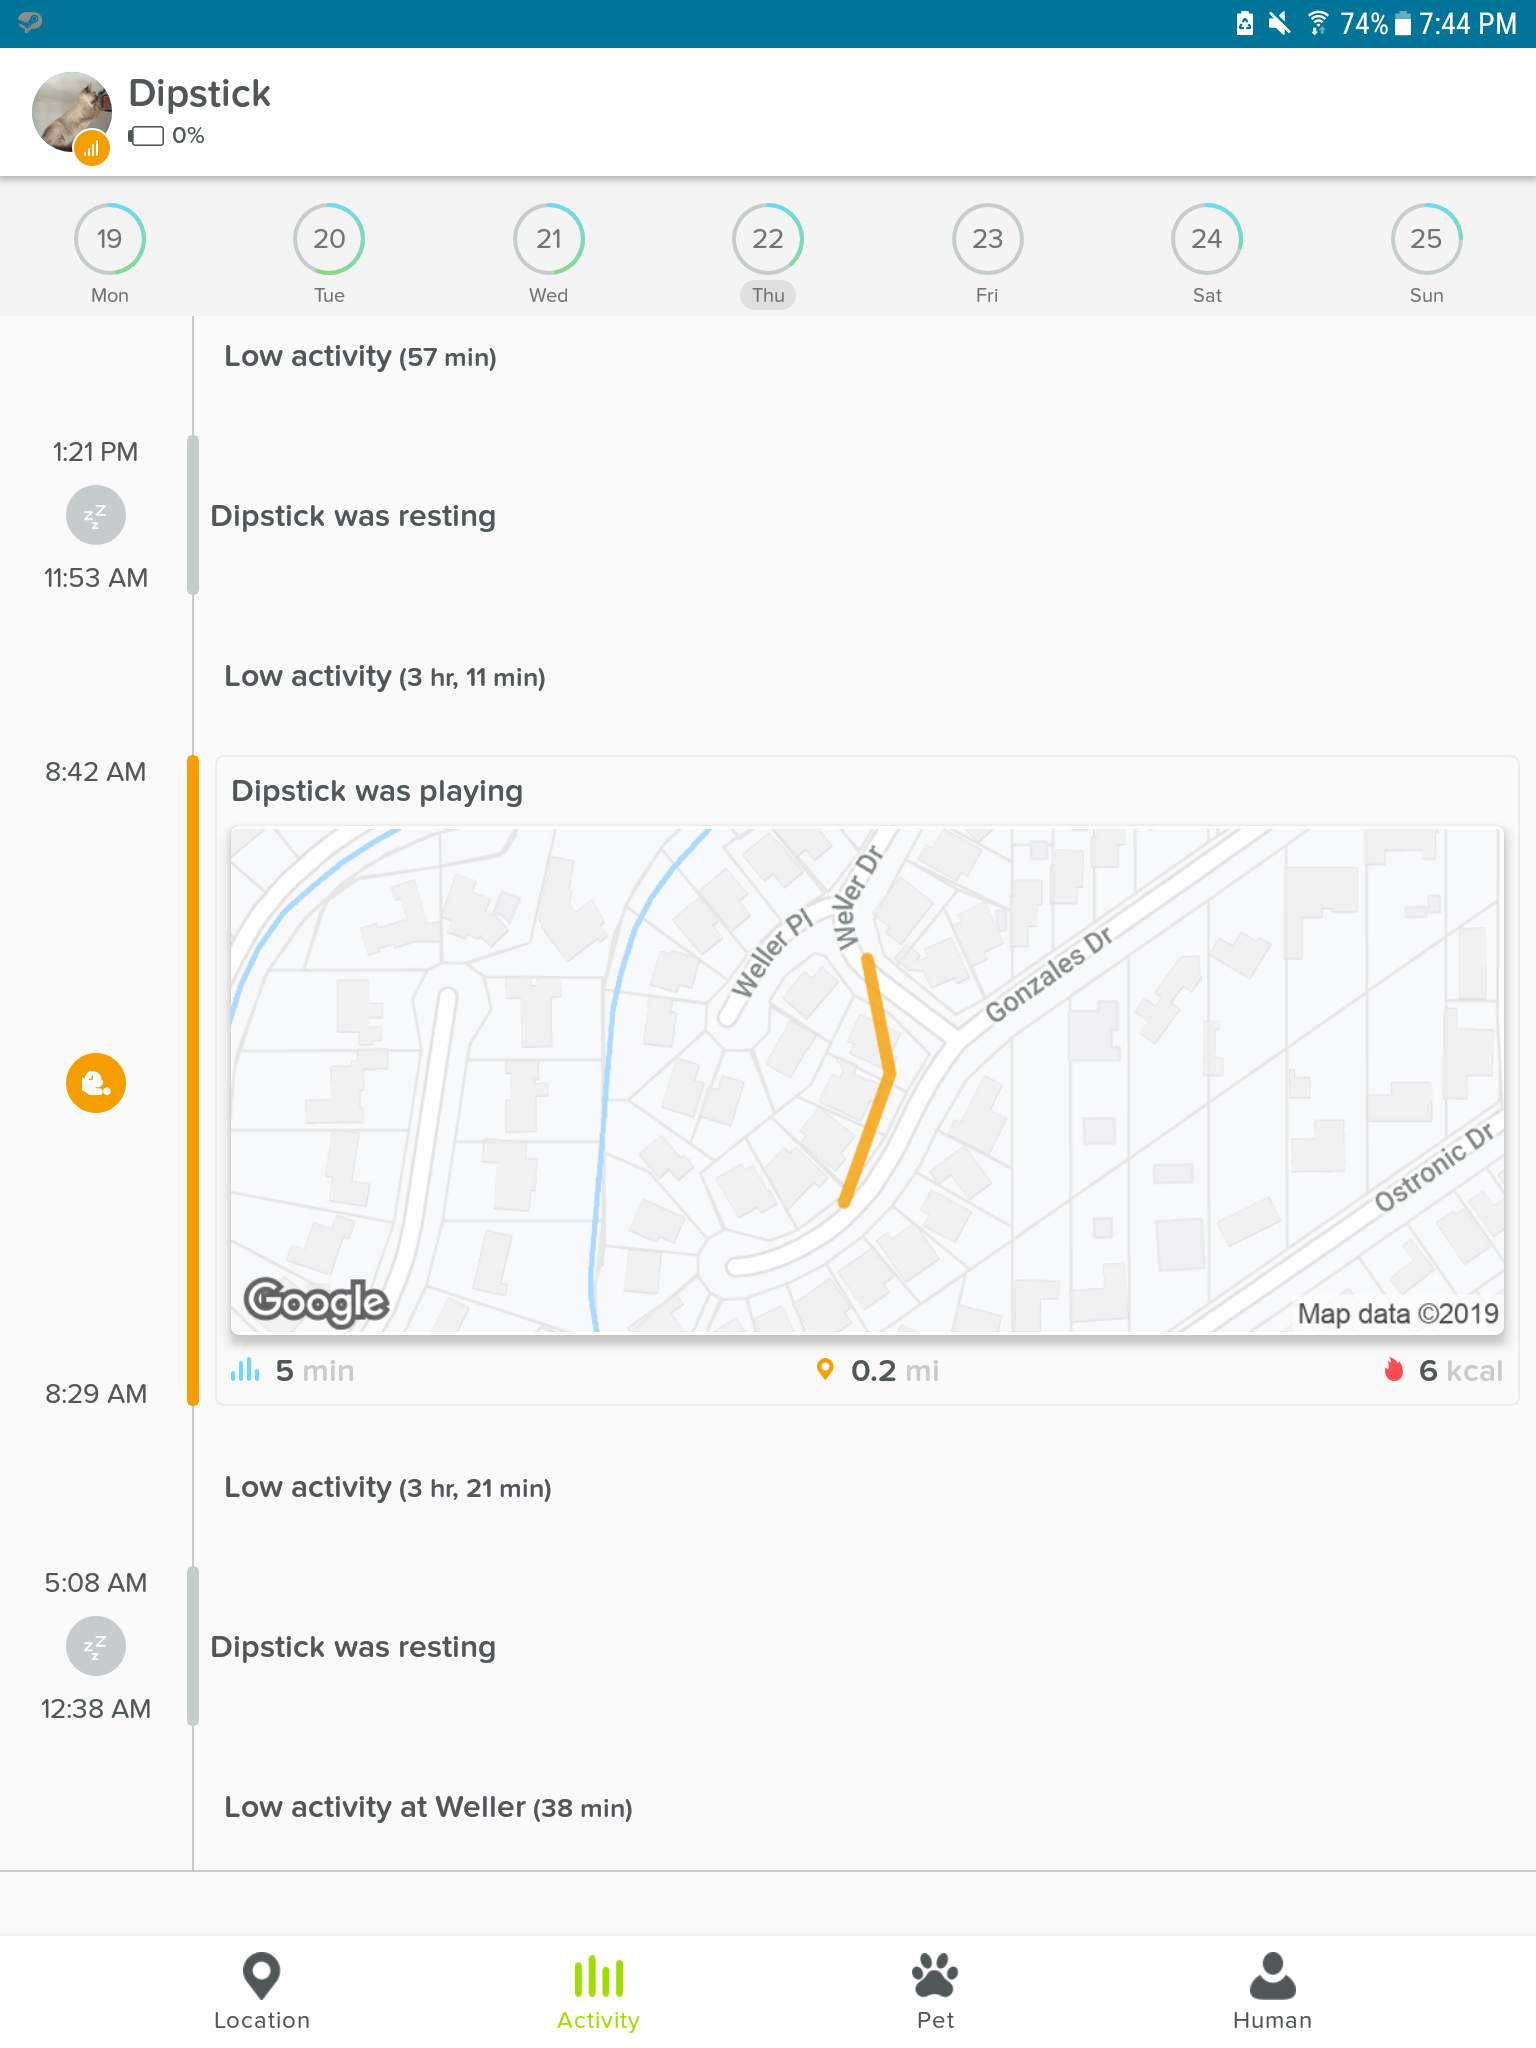 74% 7:44 PM
Dipstick
0%
19 20 21 22 23 24 25
Mon Tue Wed Thu Fri Sat Sun
Low activity (57 min)
1:21 PM
zzz
Dipstick was resting
11:53 AM
Low activity (3 hr, 11 min)
8:42 AM
Dipstick was playing
Weller Dr
Weller Pl
Gonzales Dr
Ostronic Dr
Google
Map data ©2019
5 min 0.2 mi 6 kcal
8:29 AM
Low activity (3 hr, 21 min)
5:08 AM
zzz
Dipstick was resting
12:38 AM
Low activity at Weller (38 min)
Location Activity Pet Human